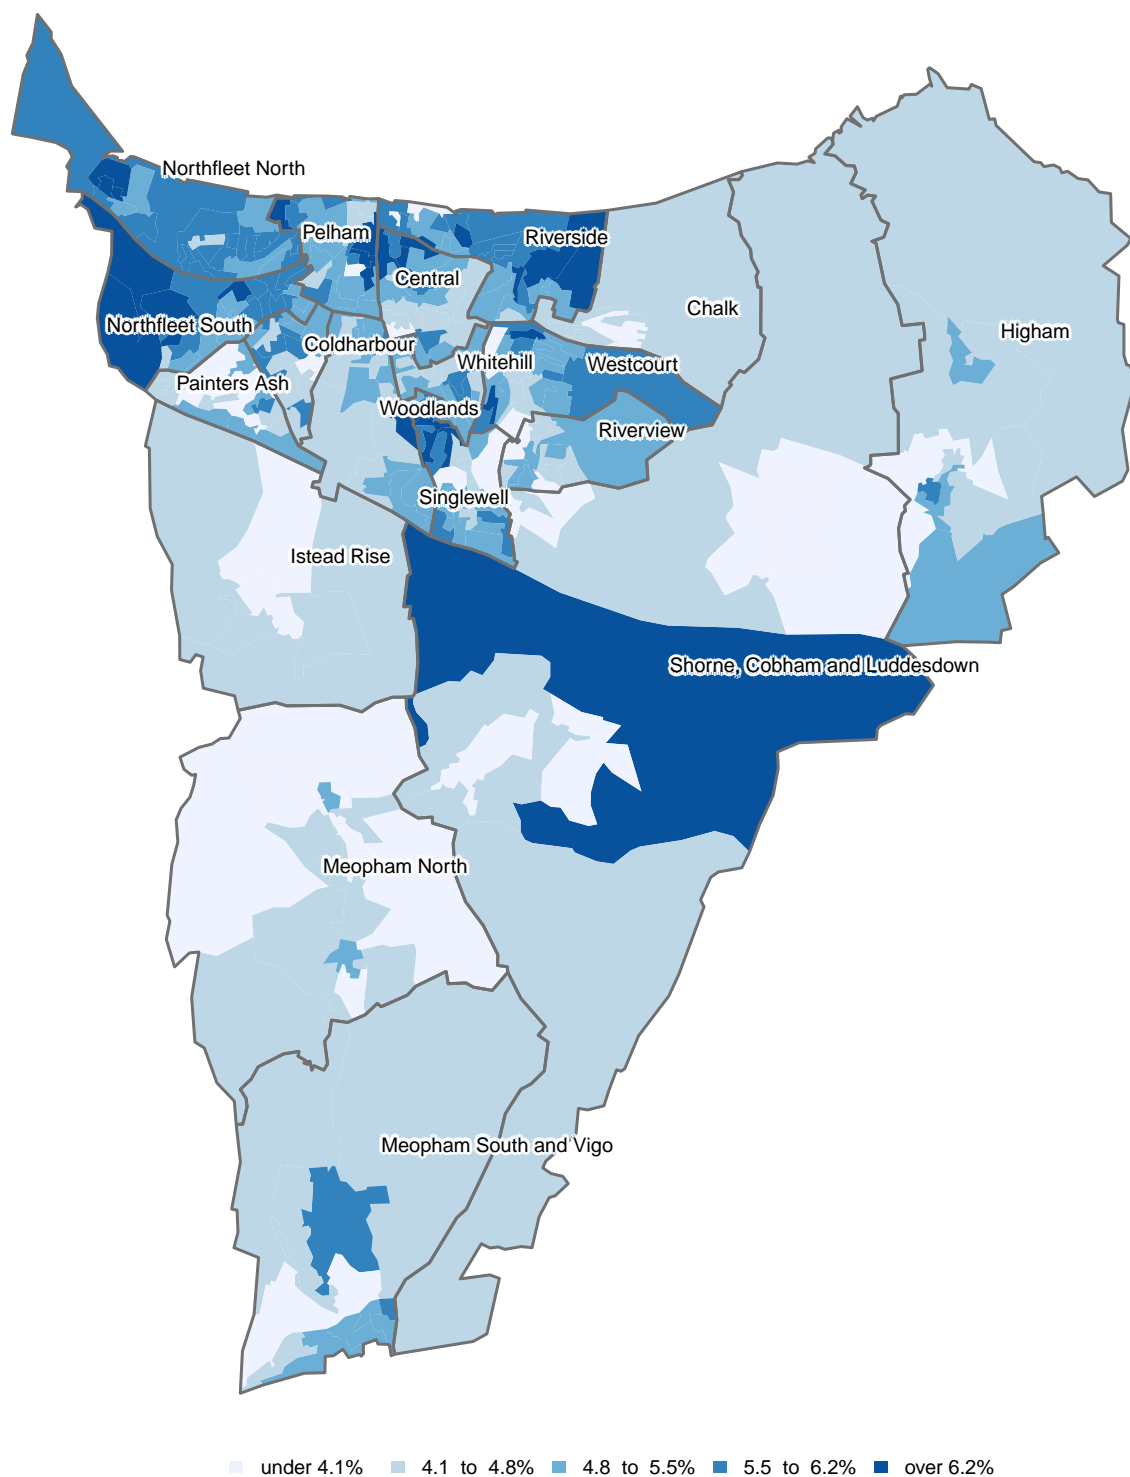 Northfleet North
Pelham
Riverside
Central
Chalk
Northfleet South
Higham
Coldharbour
Whitehill
Westcourt
Painters Ash
Woodlands
Riverview
Singlewell
Istead Rise
Shorne, Cobham and Luddesdown
Meopham North
Meopham South and Vigo
under 4.1% 4.1 to 4.8% 4.8 to 5.5% 5.5 to 6.2% over 6.2%